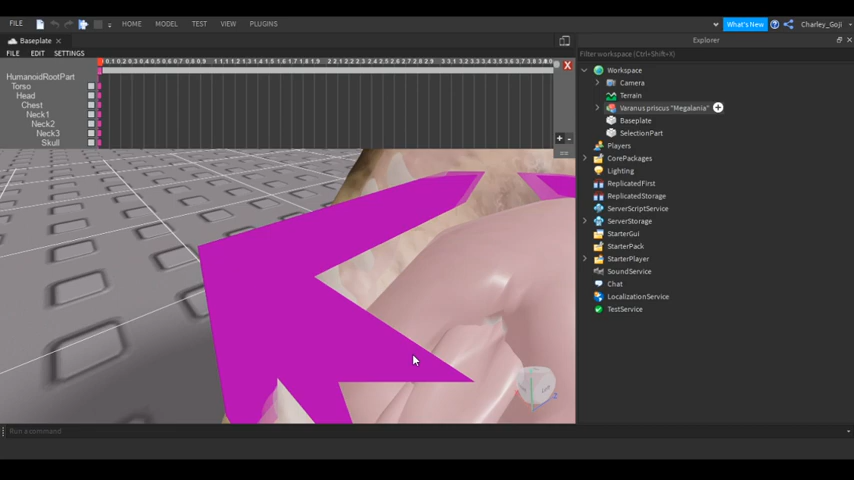 FILE HOME MODEL TEST VIEW PLUGINS What's New Charley_Goji
Baseplate
FILE EDIT SETTINGS
HumanoidRootPart
Torso
Head
Chest
Neck1
Neck2
Neck3
Skull
Explorer
Filter workspace (Ctrl+Shift+X)
Workspace
Camera
Terrain
Varanus priscus "Megalania"
Baseplate
SelectionPart
Players
CorePackages
Lighting
ReplicatedFirst
ReplicatedStorage
ServerScriptService
ServerStorage
StarterGui
StarterPack
StarterPlayer
SoundService
Chat
LocalizationService
TestService
Run a command